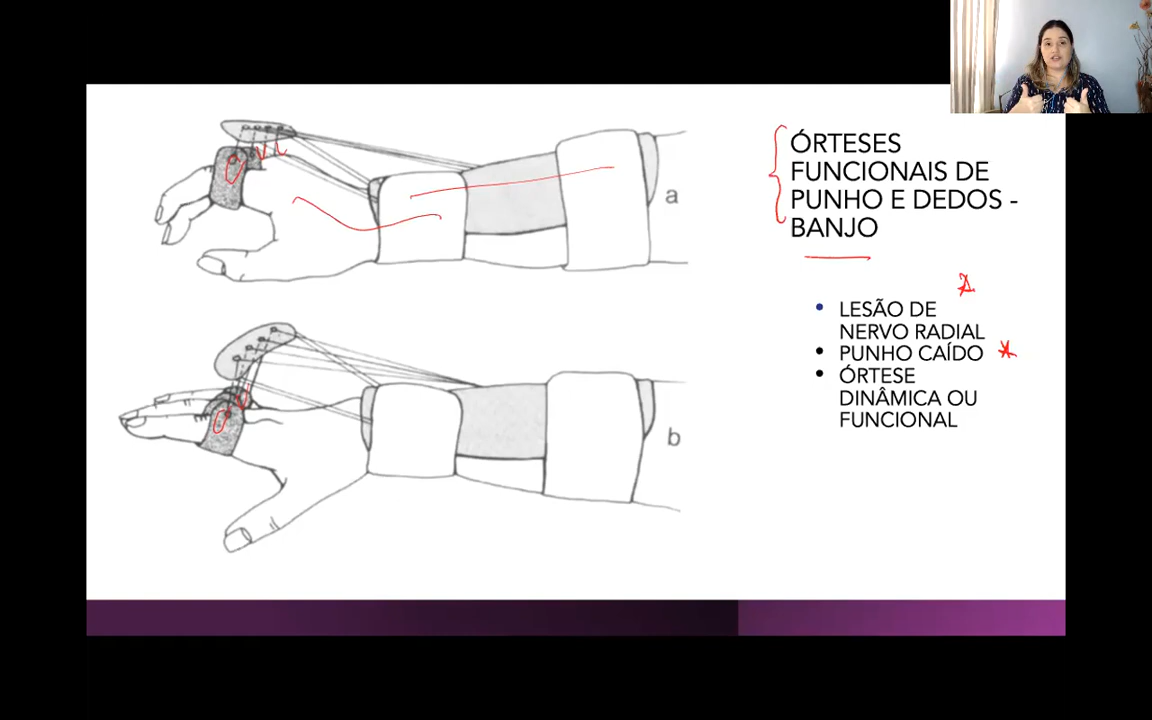 ÓRTESES
FUNCIONAIS DE
PUNHO E DEDOS -
BANJO
LESÃO DE
NERVO RADIAL
PUNHO CAÍDO
ÓRTESE
DINÂMICA OU
FUNCIONAL
a
b